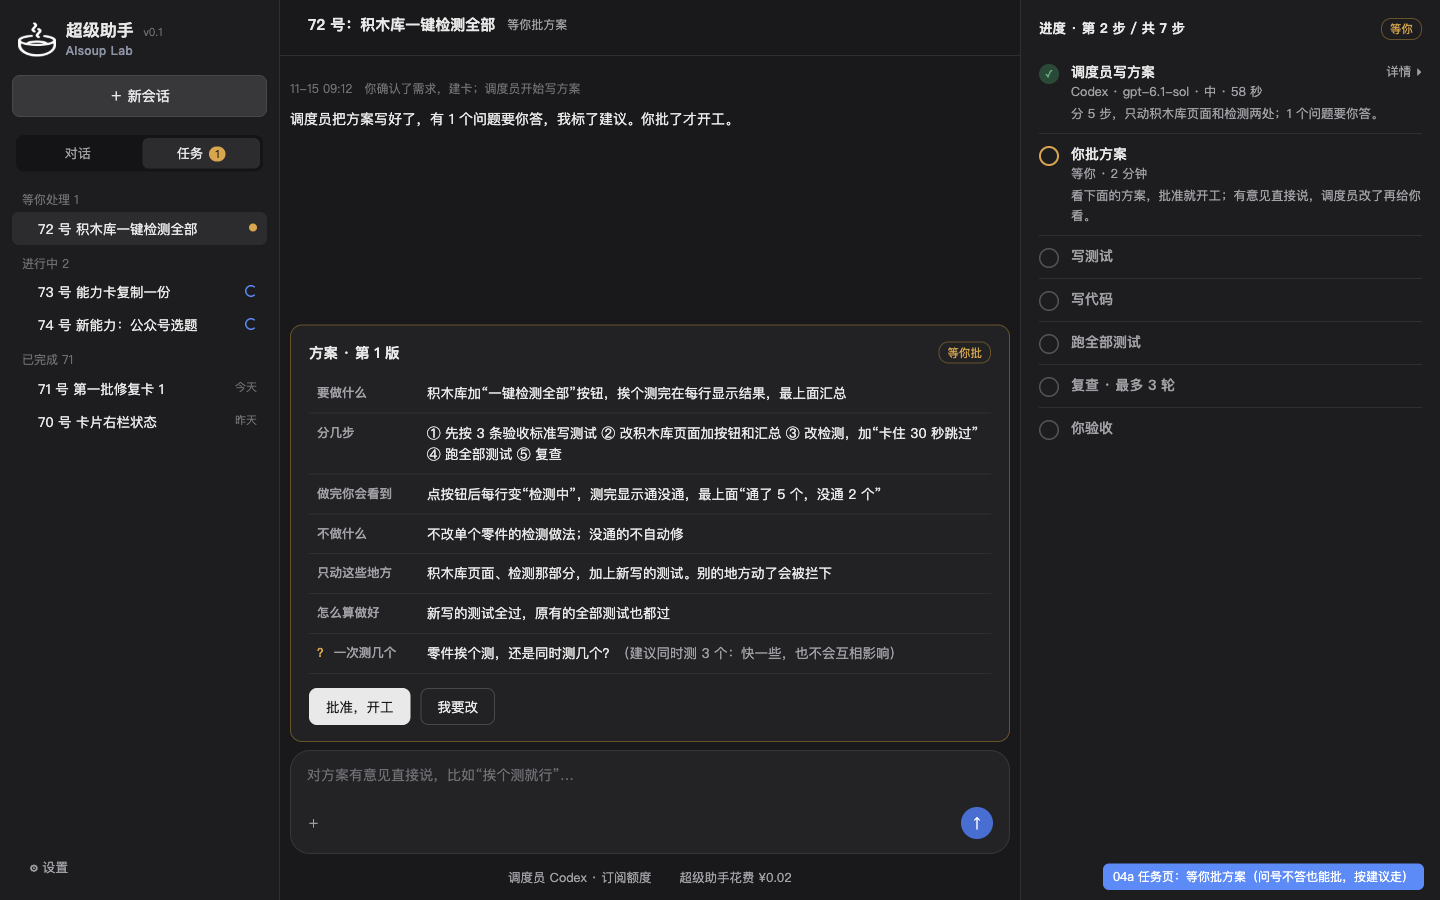 超级助手 v0.1
AIsoup Lab
+ 新会话
对话
任务 1
等你处理 1
72 号 积木库一键检测全部
进行中 2
73 号 能力卡复制一份
74 号 新能力：公众号选题
已完成 71
71 号 第一批修复卡 1 今天
70 号 卡片右栏状态 昨天
设置
72 号：积木库一键检测全部 等你批方案
11-15 09:12 你确认了需求，建卡；调度员开始写方案
调度员把方案写好了，有 1 个问题要你答，我标了建议。你批了才开工。
方案 · 第 1 版 等你批
要做什么 积木库加“一键检测全部”按钮，挨个测完在每行显示结果，最上面汇总
分几步 ① 先按 3 条验收标准写测试 ② 改积木库页面加按钮和汇总 ③ 改检测，加“卡住 30 秒跳过”
④ 跑全部测试 ⑤ 复查
做完你会看到 点按钮后每行变“检测中”，测完显示通没通，最上面“通了 5 个，没通 2 个”
不做什么 不改单个零件的检测做法；没通的不自动修
只动这些地方 积木库页面、检测那部分，加上新写的测试。别的地方动了会被拦下
怎么算做好 新写的测试全过，原有的全部测试也都过
? 一次测几个 零件挨个测，还是同时测几个？（建议同时测 3 个：快一些，也不会互相影响）
批准，开工 我要改
对方案有意见直接说，比如“挨个测就行”…
+
↑
调度员 Codex · 订阅额度 超级助手花费 ¥0.02
进度 · 第 2 步 / 共 7 步 等你
✓ 调度员写方案 详情
Codex · gpt-6.1-sol · 中 · 58 秒
分 5 步，只动积木库页面和检测两处；1 个问题要你答。
你批方案
等你 · 2 分钟
看下面的方案，批准就开工；有意见直接说，调度员改了再给你
看。
写测试
写代码
跑全部测试
复查 · 最多 3 轮
你验收
04a 任务页：等你批方案（问号不答也能批，按建议走）